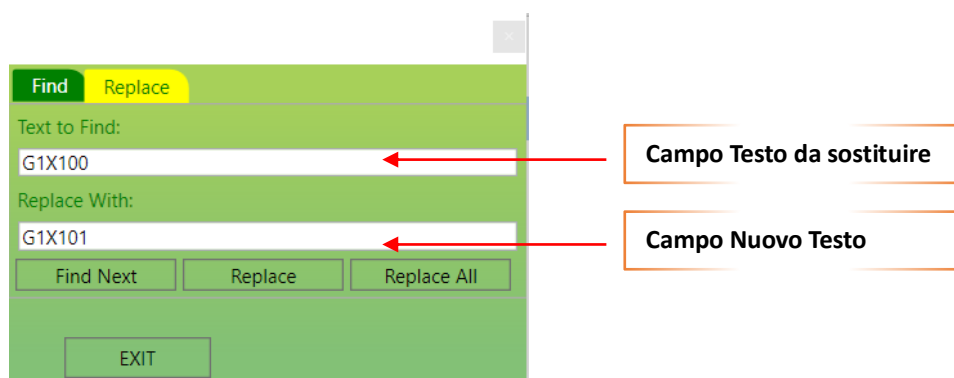 Find Replace
Text to Find:
G1X100
Campo Testo da sostituire
Replace With:
G1X101
Campo Nuovo Testo
Find Next Replace Replace All
EXIT